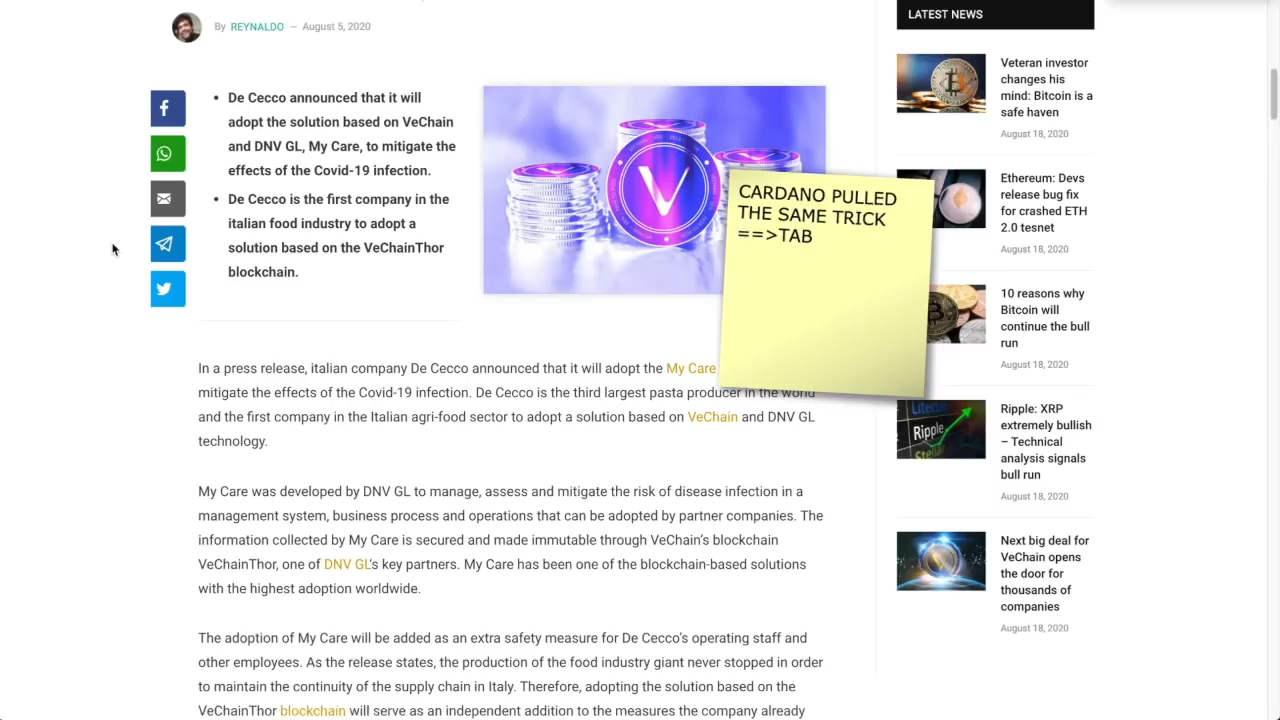 By REYNALDO – August 5, 2020
• De Cecco announced that it will
adopt the solution based on VeChain
and DNV GL, My Care, to mitigate the
effects of the Covid-19 infection.
• De Cecco is the first company in the
italian food industry to adopt a
solution based on the VeChainThor
blockchain.
CARDANO PULLED
THE SAME TRICK
==>TAB
In a press release, italian company De Cecco announced that it will adopt the My Care
mitigate the effects of the Covid-19 infection. De Cecco is the third largest pasta producer in the world
and the first company in the Italian agri-food sector to adopt a solution based on VeChain and DNV GL
technology.
My Care was developed by DNV GL to manage, assess and mitigate the risk of disease infection in a
management system, business process and operations that can be adopted by partner companies. The
information collected by My Care is secured and made immutable through VeChain's blockchain
VeChainThor, one of DNV GL's key partners. My Care has been one of the blockchain-based solutions
with the highest adoption worldwide.
The adoption of My Care will be added as an extra safety measure for De Cecco's operating staff and
other employees. As the release states, the production of the food industry giant never stopped in order
to maintain the continuity of the supply chain in Italy. Therefore, adopting the solution based on the
VeChainThor blockchain will serve as an independent addition to the measures the company already
LATEST NEWS
Veteran investor
changes his
mind: Bitcoin is a
safe haven
August 18, 2020
Ethereum: Devs
release bug fix
for crashed ETH
2.0 tesnet
August 18, 2020
10 reasons why
Bitcoin will
continue the bull
run
August 18, 2020
Litecoin
Ripple
Ripple: XRP
extremely bullish
– Technical
analysis signals
bull run
August 18, 2020
Next big deal for
VeChain opens
the door for
thousands of
companies
August 18, 2020